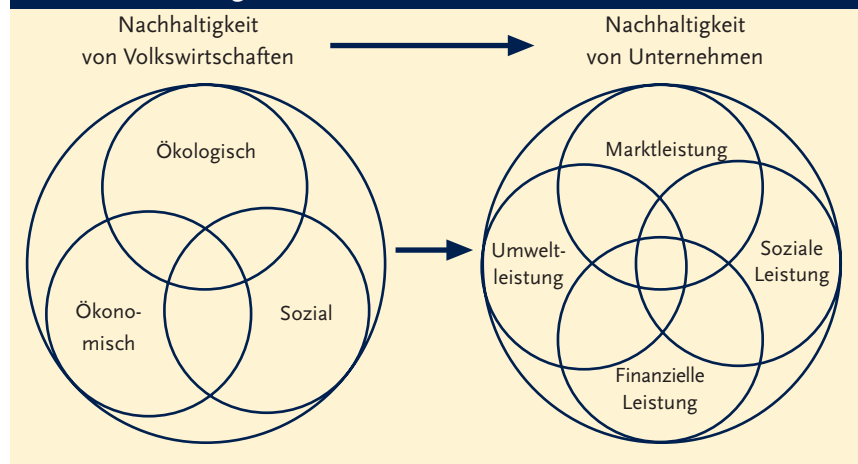 Nachhaltigkeit
von Volkswirtschaften
Nachhaltigkeit
von Unternehmen
Ökologisch
Ökono-
misch
Sozial
Marktleistung
Umwelt-
leistung
Soziale
Leistung
Finanzielle
Leistung